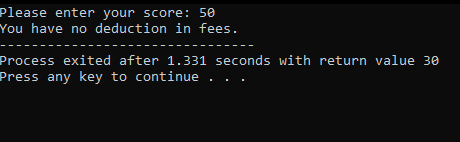 Please enter your score: 50
You have no deduction in fees.
--------------------------------
Process exited after 1.331 seconds with return value 30
Press any key to continue . . .